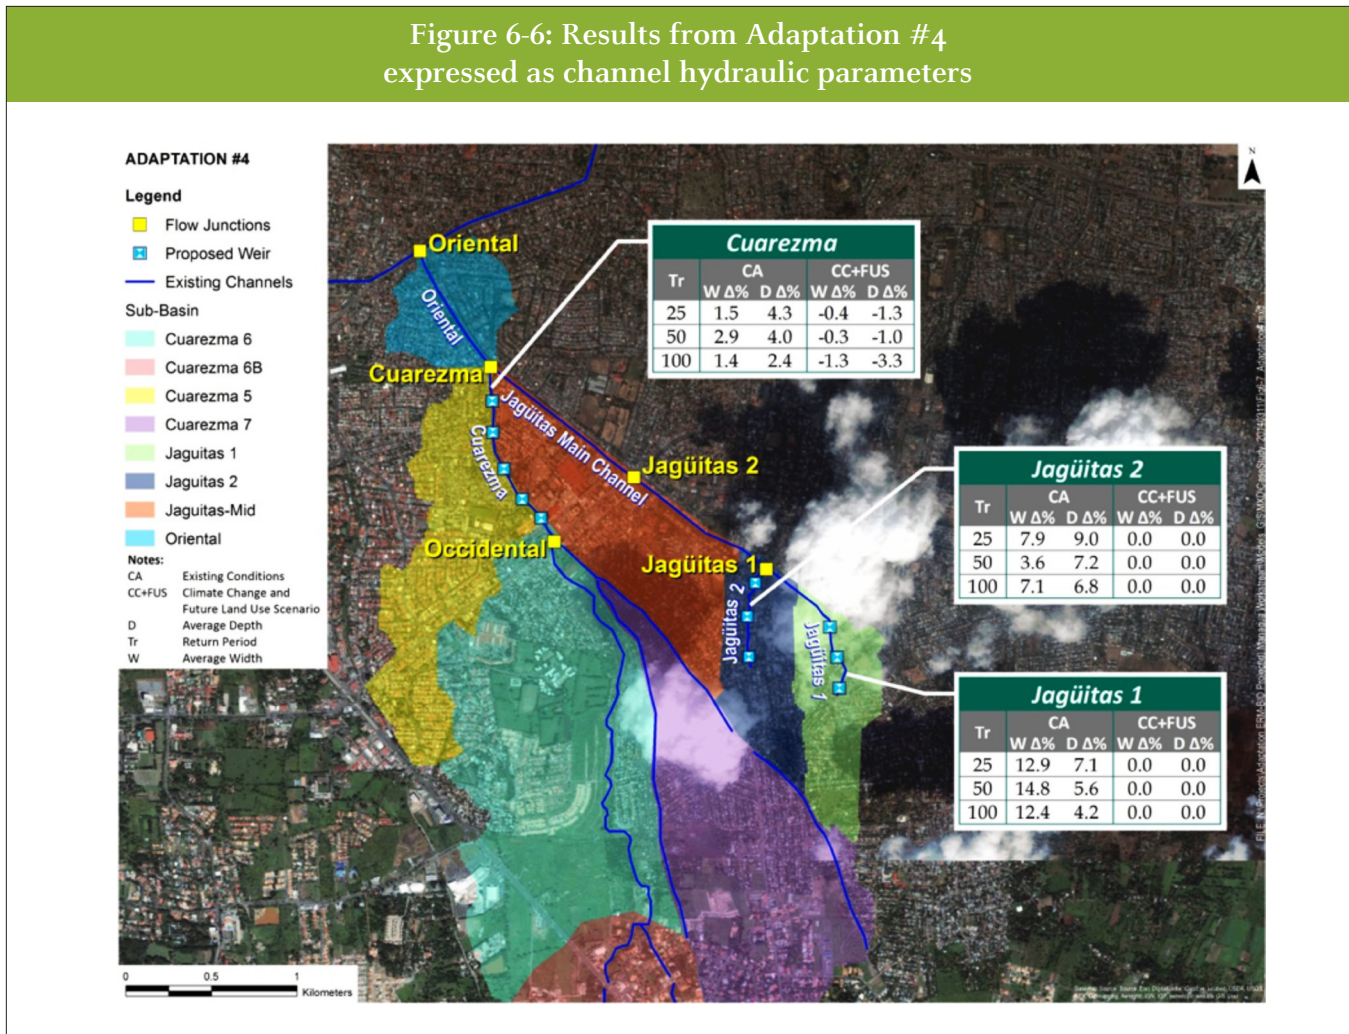 Figure 6-6: Results from Adaptation #4
expressed as channel hydraulic parameters
ADAPTATION #4
Legend
Flow Junctions
Proposed Weir
Existing Channels
Sub-Basin
Cuarezma 6
Cuarezma 6B
Cuarezma 5
Cuarezma 7
Jaguitas 1
Jaguitas 2
Jaguitas-Mid
Oriental
Notes:
CA Existing Conditions
CC+FUS Climate Change and
Future Land Use Scenario
D Average Depth
Tr Return Period
W Average Width
N
Oriental
Oriental
Cuarezma
Cuarezma
Jagüitas Main Channel
Jagüitas 2
Occidental
Jagüitas 1
Jagüitas 2
Jagüitas 1
Cuarezma
Tr CA CC+FUS
W Δ% D Δ% W Δ% D Δ%
25 1.5 4.3 -0.4 -1.3
50 2.9 4.0 -0.3 -1.0
100 1.4 2.4 -1.3 -3.3
Jagüitas 2
Tr CA CC+FUS
W Δ% D Δ% W Δ% D Δ%
25 7.9 9.0 0.0 0.0
50 3.6 7.2 0.0 0.0
100 7.1 6.8 0.0 0.0
Jagüitas 1
Tr CA CC+FUS
W Δ% D Δ% W Δ% D Δ%
25 12.9 7.1 0.0 0.0
50 14.8 5.6 0.0 0.0
100 12.4 4.2 0.0 0.0
0 0.5 1
Kilometers